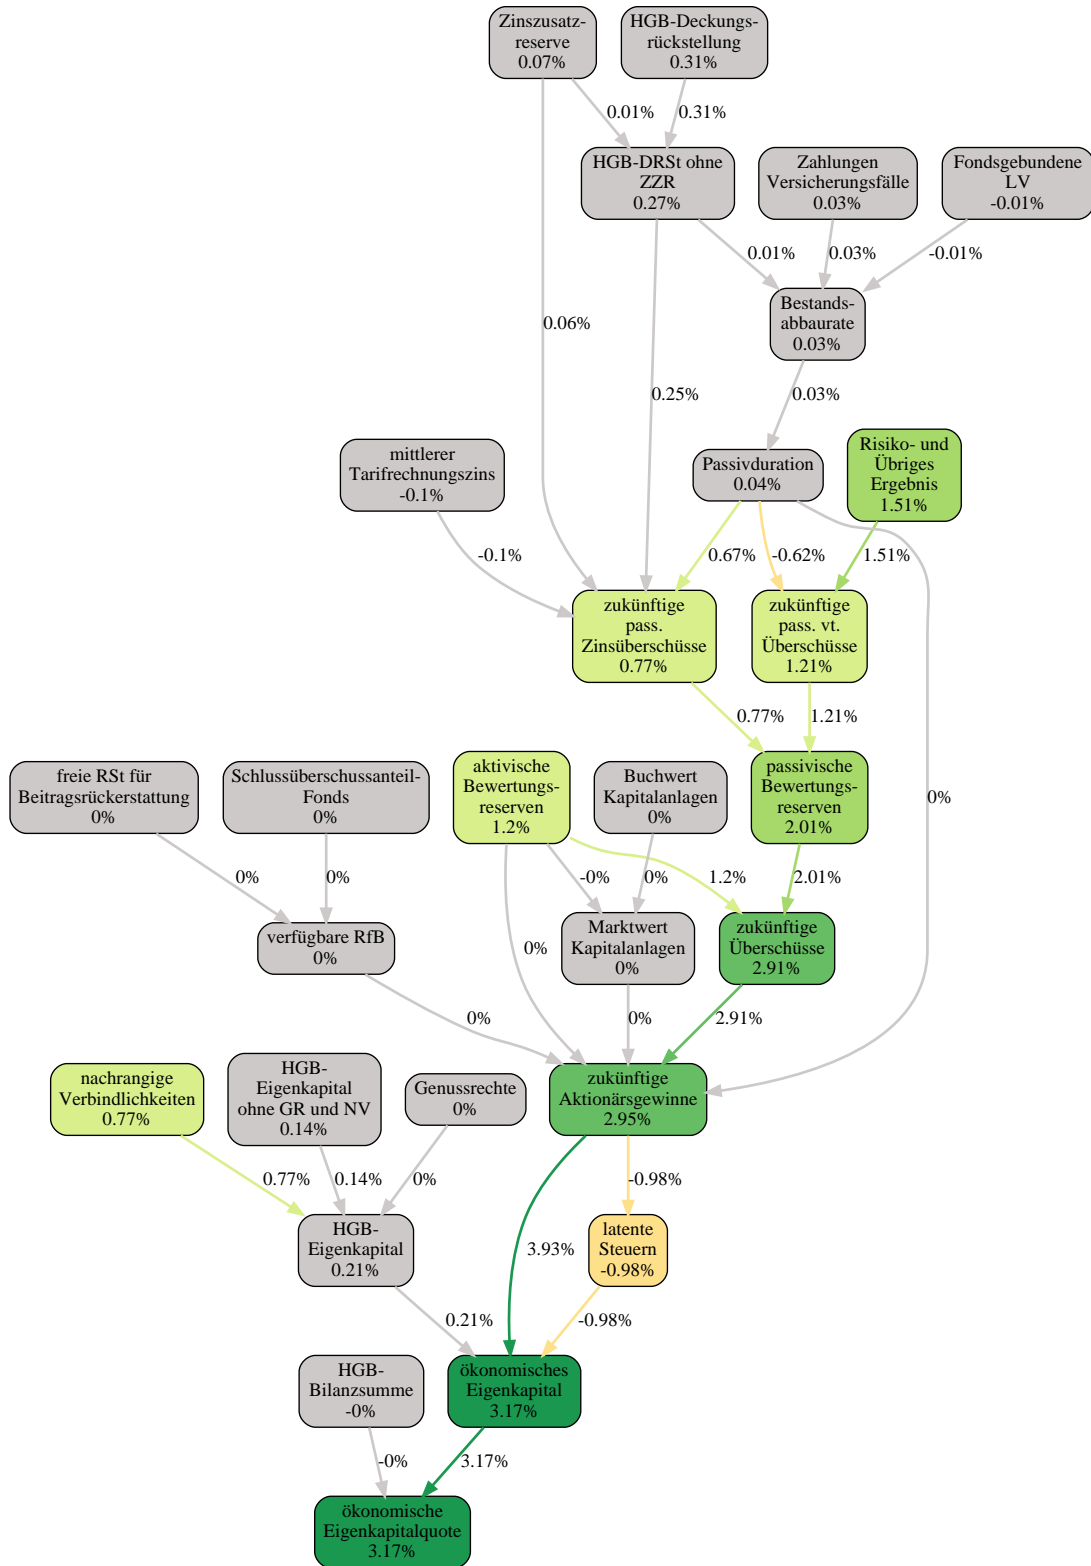 Zinszusatz-
reserve
0.07%
HGB-Deckungs-
rückstellung
0.31%
0.01%
0.31%
HGB-DRSt ohne
ZZR
0.27%
Zahlungen
Versicherungsfälle
0.03%
Fondsgebundene
LV
-0.01%
0.01%
0.03%
-0.01%
Bestands-
abbaurate
0.03%
0.06%
0.25%
0.03%
mittlerer
Tarifrechnungszins
-0.1%
Passivduration
0.04%
Risiko- und
Übriges
Ergebnis
1.51%
-0.1%
0.67%
-0.62%
1.51%
zukünftige
pass.
Zinsüberschüsse
0.77%
zukünftige
pass. vt.
Überschüsse
1.21%
0.77%
1.21%
freie RSt für
Beitragsrückerstattung
0%
Schlussüberschussanteil-
Fonds
0%
aktivische
Bewertungs-
reserven
1.2%
Buchwert
Kapitalanlagen
0%
passivische
Bewertungs-
reserven
2.01%
0%
0%
0%
-0%
0%
1.2%
2.01%
verfügbare RfB
0%
Marktwert
Kapitalanlagen
0%
zukünftige
Überschüsse
2.91%
0%
0%
0%
2.91%
nachrangige
Verbindlichkeiten
0.77%
HGB-
Eigenkapital
ohne GR und NV
0.14%
Genussrechte
0%
zukünftige
Aktionärsgewinne
2.95%
0.77%
0.14%
0%
-0.98%
HGB-
Eigenkapital
0.21%
3.93%
latente
Steuern
-0.98%
0.21%
-0.98%
HGB-
Bilanzsumme
-0%
ökonomisches
Eigenkapital
3.17%
-0%
3.17%
ökonomische
Eigenkapitalquote
3.17%